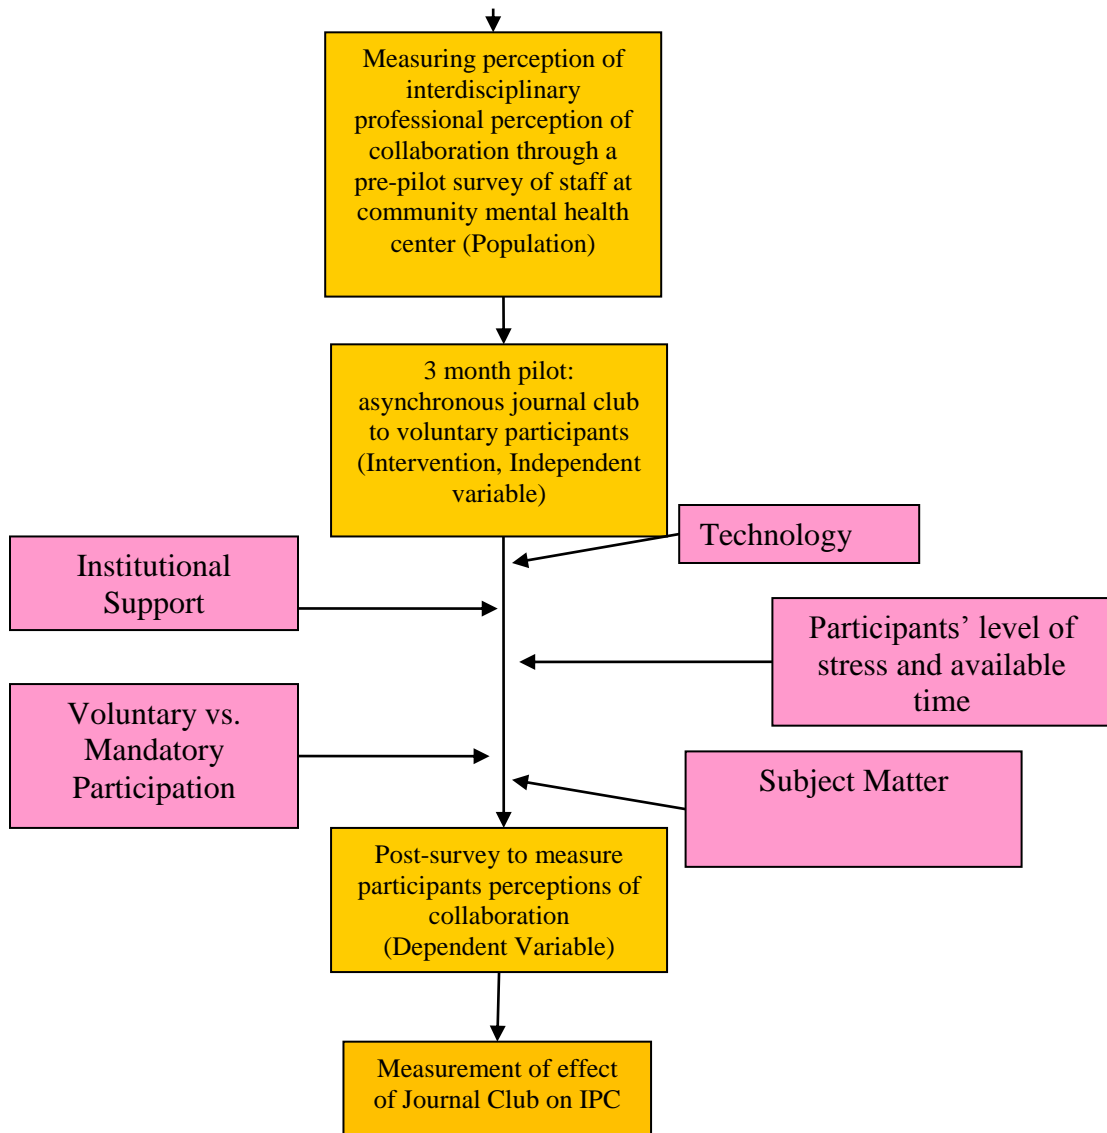 Measuring perception of
interdisciplinary
professional perception of
collaboration through a
pre-pilot survey of staff at
community mental health
center (Population)
3 month pilot:
asynchronous journal club
to voluntary participants
(Intervention, Independent
variable)
Technology
Institutional
Support
Participants’ level of
stress and available
time
Voluntary vs.
Mandatory
Participation
Subject Matter
Post-survey to measure
participants perceptions of
collaboration
(Dependent Variable)
Measurement of effect
of Journal Club on IPC